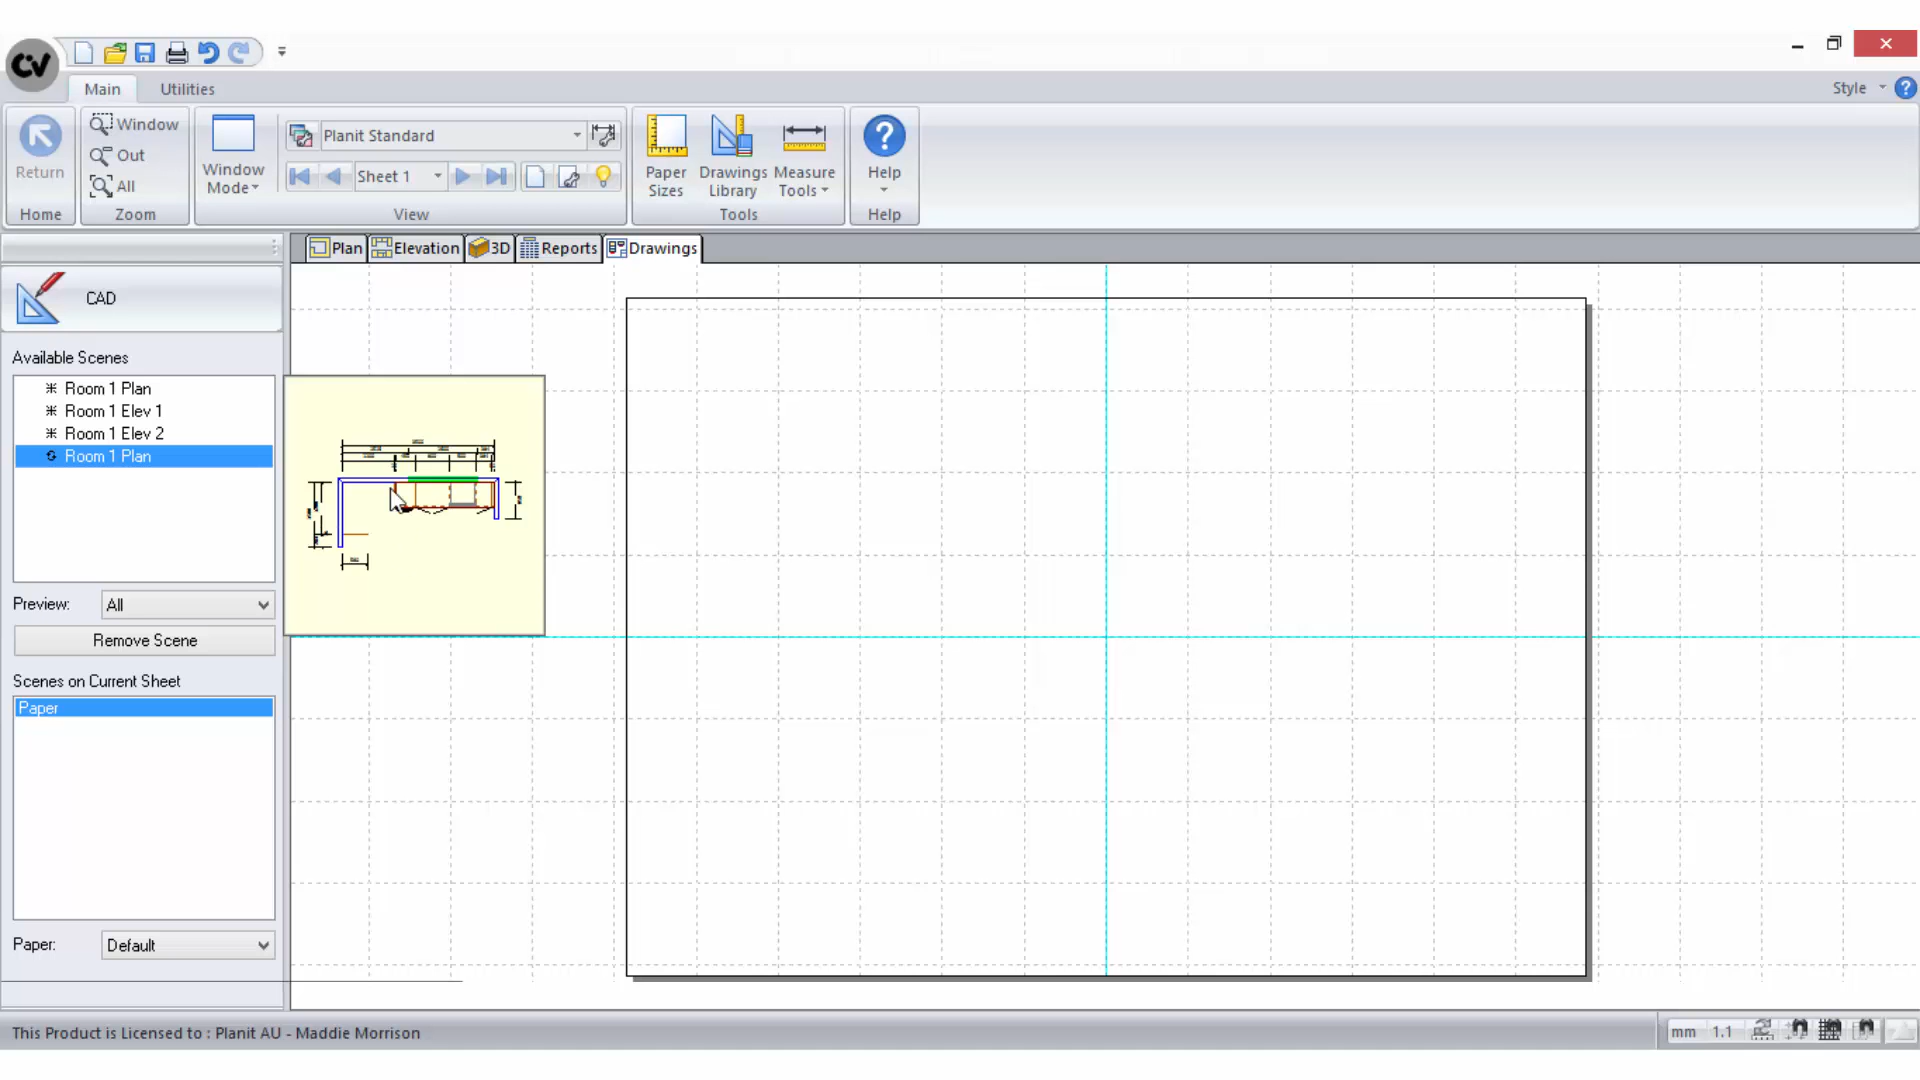 CV
Main
Utilities
Style
Return
Window
Out
All
Window Mode
Planit Standard
Sheet 1
Paper Sizes
Drawings Library
Measure Tools
Help
Home
Zoom
View
Tools
Help
Plan
Elevation
3D
Reports
Drawings
CAD
Available Scenes
Room 1 Plan
Room 1 Elev 1
Room 1 Elev 2
Room 1 Plan
Preview:
All
Remove Scene
Scenes on Current Sheet
Paper
Paper:
Default
This Product is Licensed to : Planit AU - Maddie Morrison
mm
1.1